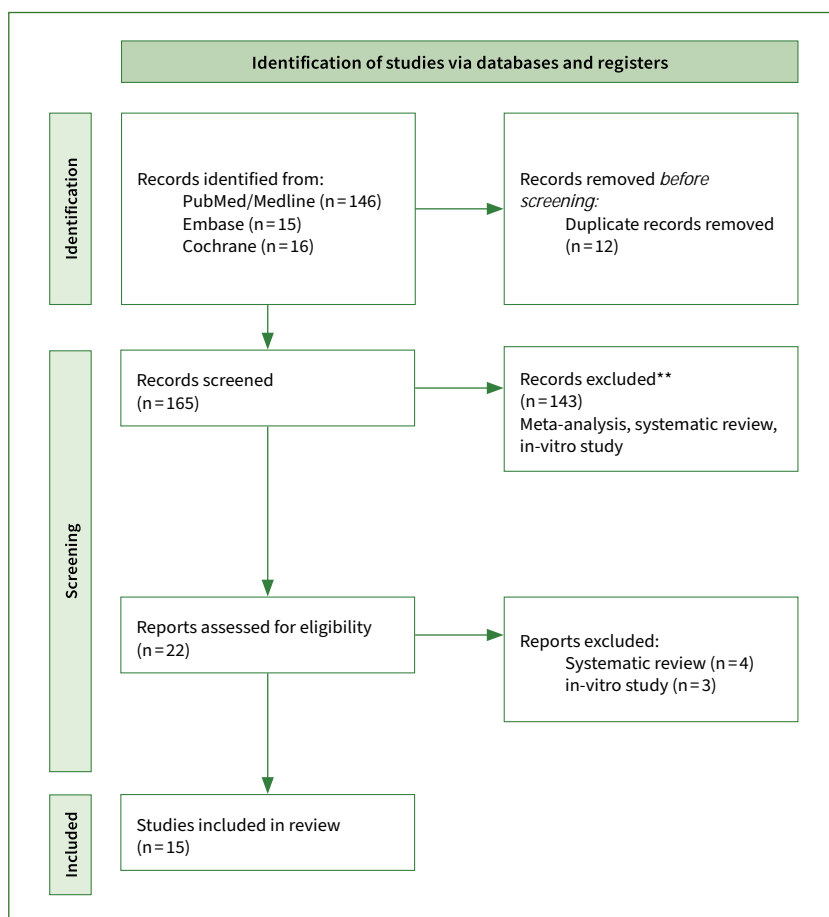 Identification of studies via databases and registers
Identification
Records identified from:
PubMed/Medline (n=146)
Embase (n=15)
Cochrane (n=16)
Records removed before
screening:
Duplicate records removed
(n=12)
Screening
Records screened
(n=165)
Records excluded**
(n=143)
Meta-analysis, systematic review,
in-vitro study
Reports assessed for eligibility
(n=22)
Reports excluded:
Systematic review (n=4)
in-vitro study (n=3)
Included
Studies included in review
(n=15)